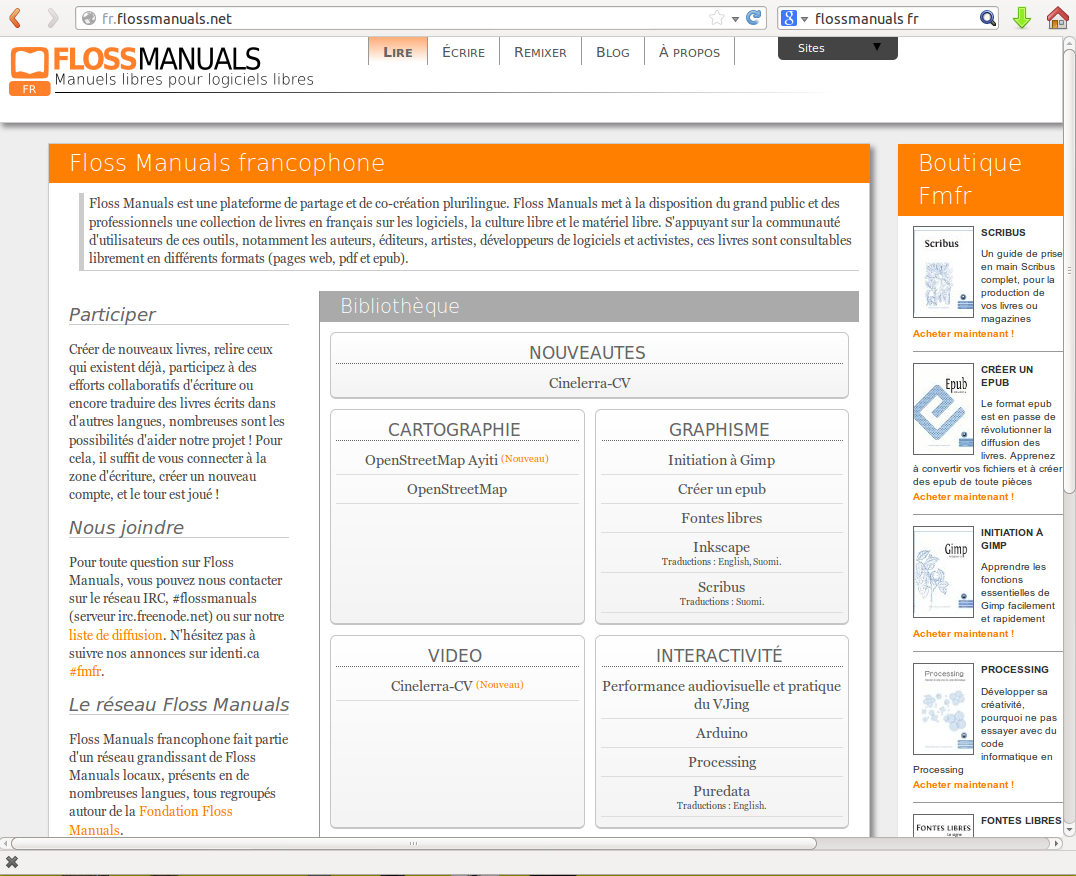 fr.flossmanuals.net
flossmanuals fr
FLOSSMANUALS
Manuels libres pour logiciels libres
FR
Lire
Écrire
Remixer
Blog
À propos
Sites
Floss Manuals francophone
Floss Manuals est une plateforme de partage et de co-création plurilingue. Floss Manuals met à la disposition du grand public et des
professionnels une collection de livres en français sur les logiciels, la culture libre et le matériel libre. S'appuyant sur la communauté
d'utilisateurs de ces outils, notamment les auteurs, éditeurs, artistes, développeurs de logiciels et activistes, ces livres sont consultables
librement en différents formats (pages web, pdf et epub).
Participer
Créer de nouveaux livres, relire ceux
qui existent déjà, participez à des
efforts collaboratifs d'écriture ou
encore traduire des livres écrits dans
d'autres langues, nombreuses sont les
possibilités d'aider notre projet ! Pour
cela, il suffit de vous connecter à la
zone d'écriture, créer un nouveau
compte, et le tour est joué !
Nous joindre
Pour toute question sur Floss
Manuals, vous pouvez nous contacter
sur le réseau IRC, #flossmanuals
(serveur irc.freenode.net) ou sur notre
liste de diffusion. N'hésitez pas à
suivre nos annonces sur identi.ca
#fmfr.
Le réseau Floss Manuals
Floss Manuals francophone fait partie
d'un réseau grandissant de Floss
Manuals locaux, présents en de
nombreuses langues, tous regroupés
autour de la Fondation Floss
Manuals.
Bibliothèque
NOUVEAUTES
Cinelerra-CV
CARTOGRAPHIE
OpenStreetMap Ayiti (Nouveau)
OpenStreetMap
GRAPHISME
Initiation à Gimp
Créer un epub
Fontes libres
Inkscape
Traductions : English, Suomi.
Scribus
Traductions : Suomi.
VIDEO
Cinelerra-CV (Nouveau)
INTERACTIVITÉ
Performance audiovisuelle et pratique
du VJing
Arduino
Processing
Puredata
Traductions : English.
Boutique
Fmfr
Scribus
SCRIBUS
Un guide de prise
en main Scribus
complet, pour la
production de
vos livres ou
magazines
Acheter maintenant !
Epub
CRÉER UN
EPUB
Le format epub
est en passe de
révolutionner la
diffusion des
livres. Apprenez
à convertir vos fichiers et à créer
des epub de toute pièces
Acheter maintenant !
Gimp
INITIATION À
GIMP
Apprendre les
fonctions
essentielles de
Gimp facilement
et rapidement
Acheter maintenant !
Processing
PROCESSING
Développer sa
créativité,
pourquoi ne pas
essayer avec du
code
informatique en
Processing
Acheter maintenant !
FONTES LIBRES
FONTES LIBRES